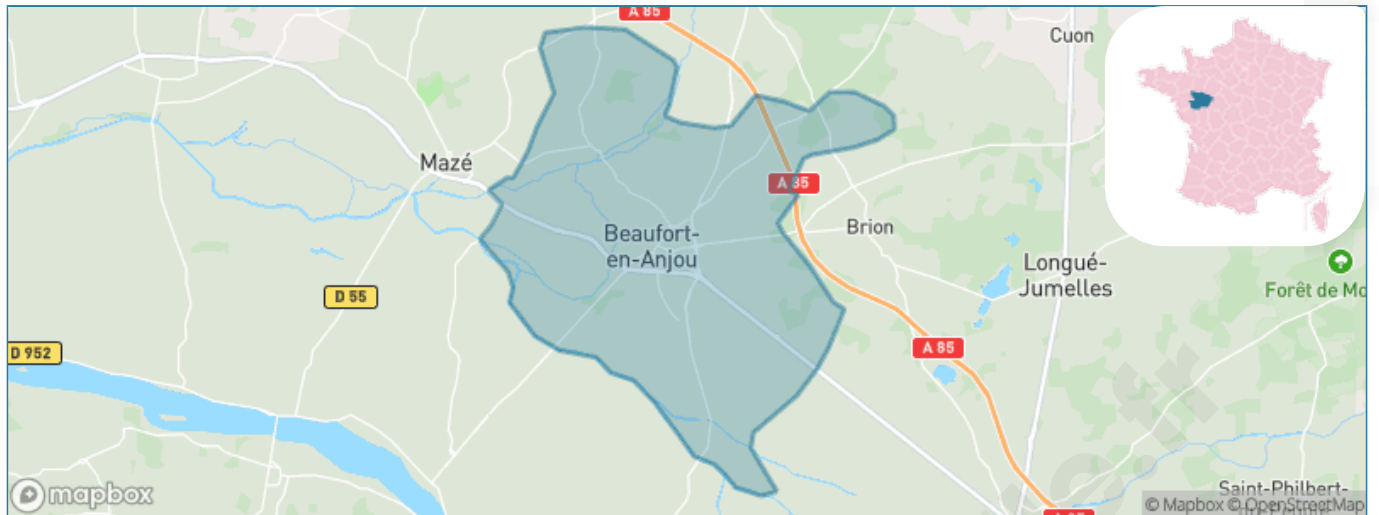 A 85
Cuon
Mazé
A 85
Beaufort-
en-Anjou
Brion
Longué-
Jumelles
D 55
Forêt de Mo
A 85
D 952
Saint-Philbert-
mapbox
© Mapbox © OpenStreetMap